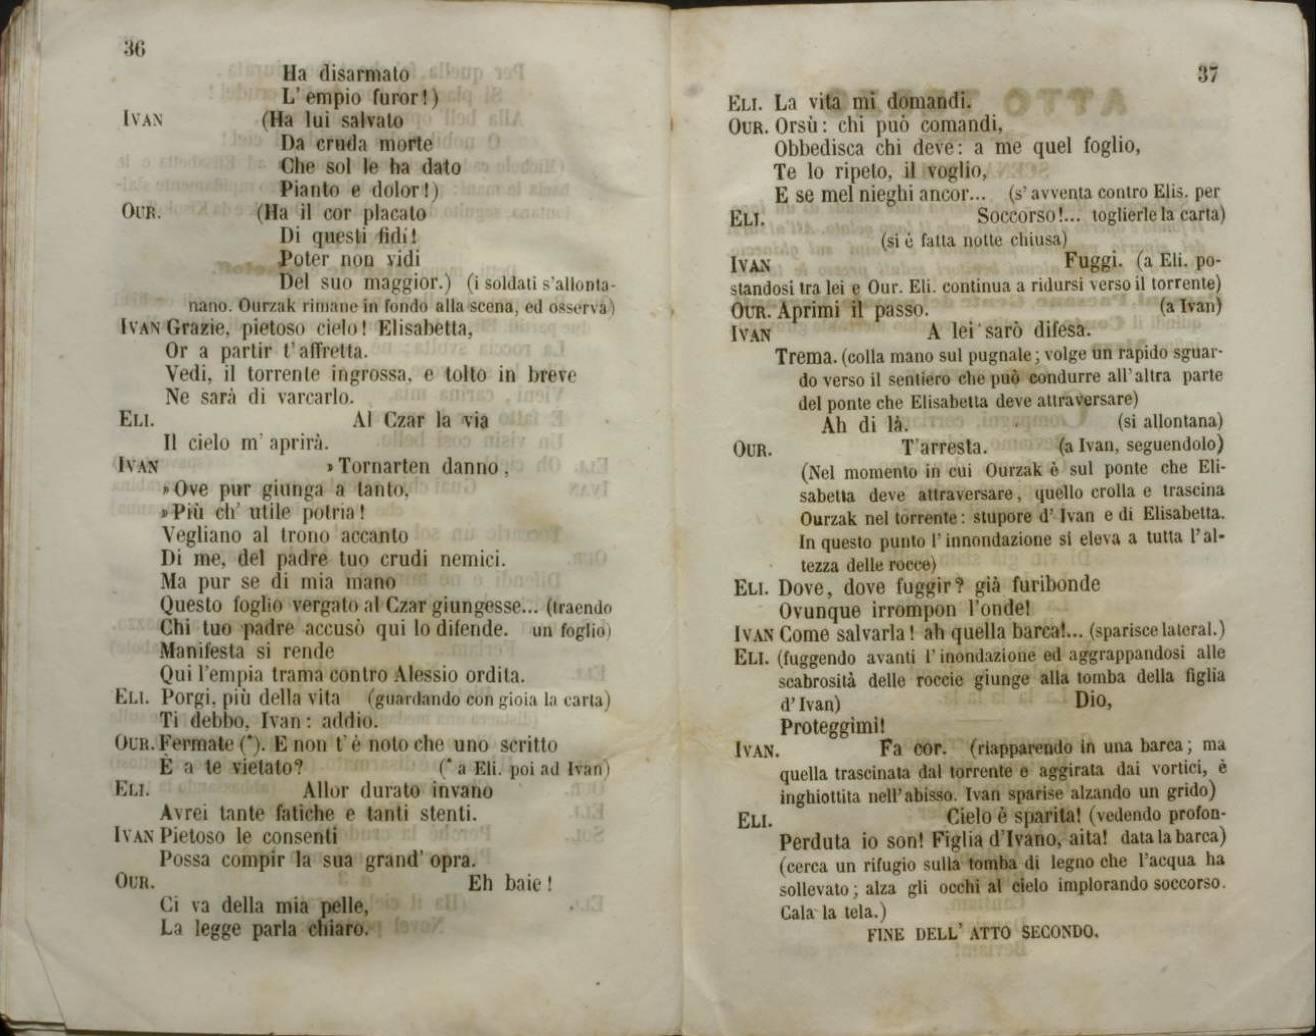 36
Ha disarmato
L' empio furor!)
IVAN (Ha lui salvato
Da cruda morte
Che sol le ha dato
Pianto e dolor!)
OUR. (Ha il cor placato
Di questi fidi!
Poter non vidi
Del suo maggior.) (i soldati s'allonta-
nano. Ourzak rimane in fondo alla scena, ed osserva)
IVAN Grazie, pietoso cielo! Elisabetta,
Or a partir t'affretta.
Vedi, il torrente ingrossa, e tolto in breve
Ne sarà di varcarlo.
ELI. Al Czar la via
Il cielo m' aprirà.
IVAN » Tornarten danno,
» Ove pur giunga a tanto,
» Più ch' utile potria!
Vegliano al trono accanto
Di me, del padre tuo crudi nemici.
Ma pur se di mia mano
Questo foglio vergato al Czar giungesse... (traendo
Chi tuo padre accusò qui lo difende. un foglio)
Manifesta si rende
Qui l'empia trama contro Alessio ordita.
ELI. Porgi, più della vita (guardando con gioia la carta)
Ti debbo, Ivan: addio.
OUR. Fermate (*). E non t'è noto che uno scritto
È a te vietato? (* a Eli. poi ad Ivan)
ELI. Allor durato invano
Avrei tante fatiche e tanti stenti.
IVAN Pietoso le consenti
Possa compir la sua grand' opra.
OUR. Eh baie!
Ci va della mia pelle,
La legge parla chiaro.
37
ELI. La vita mi domandi.
OUR. Orsù: chi può comandi,
Obbedisca chi deve: a me quel foglio,
Te lo ripeto, il voglio,
E se mel nieghi ancor... (s' avventa contro Elis. per
ELI. Soccorso!... toglierle la carta)
(si è fatta notte chiusa)
IVAN Fuggi. (a Eli. po-
standosi tra lei e Our. Eli. continua a ridursi verso il torrente)
OUR. Aprimi il passo. (a Ivan)
IVAN A lei sarò difesa.
Trema. (colla mano sul pugnale; volge un rapido sguar-
do verso il sentiero che può condurre all'altra parte
del ponte che Elisabetta deve attraversare)
Ah di là. (si allontana)
OUR. T'arresta. (a Ivan, seguendolo)
(Nel momento in cui Ourzak è sul ponte che Eli-
sabetta deve attraversare, quello crolla e trascina
Ourzak nel torrente: stupore d' Ivan e di Elisabetta.
In questo punto l' innondazione si eleva a tutta l'al-
tezza delle rocce)
ELI. Dove, dove fuggir? già furibonde
Ovunque irrompon l'onde!
IVAN Come salvarla! ah quella barca!... (sparisce lateral.)
ELI. (fuggendo avanti l' inondazione ed aggrappandosi alle
scabrosità delle roccie giunge alla tomba della figlia
d' Ivan) Dio,
Proteggimi!
IVAN. Fa cor. (riapparendo in una barca; ma
quella trascinata dal torrente e aggirata dai vortici, è
inghiottita nell'abisso. Ivan sparise alzando un grido)
ELI. Cielo è sparita! (vedendo profon-
Perduta io son! Figlia d'Ivano, aita! data la barca)
(cerca un rifugio sulla tomba di legno che l'acqua ha
sollevato; alza gli occhi al cielo implorando soccorso.
Cala la tela.)
FINE DELL' ATTO SECONDO.